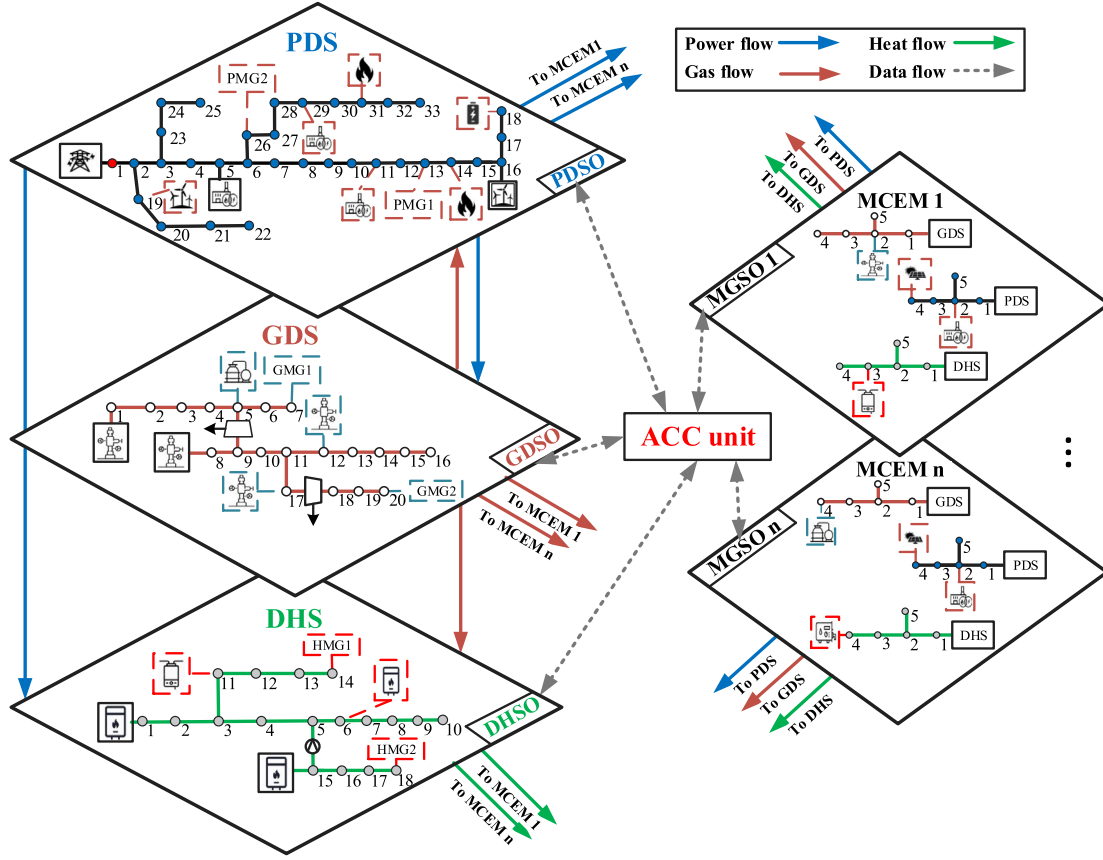 PDS
To MCEM1
To MCEM n
PMG2
24 25
23
28 29 30 31 32 33
26 27
18
17
1 2 3 4 5 6 7 8 9 10 11 12 13 14 15 16
PMG1
19
20 21 22
PDSO
Power flow
Heat flow
Gas flow
Data flow
GDS
GMG1
1 2 3 4 5 6 7
8 9 10 11 12 13 14 15 16
17 18 19 20
GMG2
GDSO
To MCEM 1
To MCEM n
DHS
HMG1
11 12 13 14
1 2 3 4 5 6 7 8 9 10
HMG2
15 16 17 18
DHSO
To MCEM 1
To MCEM n
ACC unit
To PDS
To GDS
To DHS
MCEM 1
MGSO 1
5
4 3 2 1
GDS
5
4 3 2 1
PDS
5
4 3 2 1
DHS
MCEM n
MGSO n
5
4 3 2 1
GDS
5
4 3 2 1
PDS
5
4 3 2 1
DHS
To PDS
To GDS
To DHS